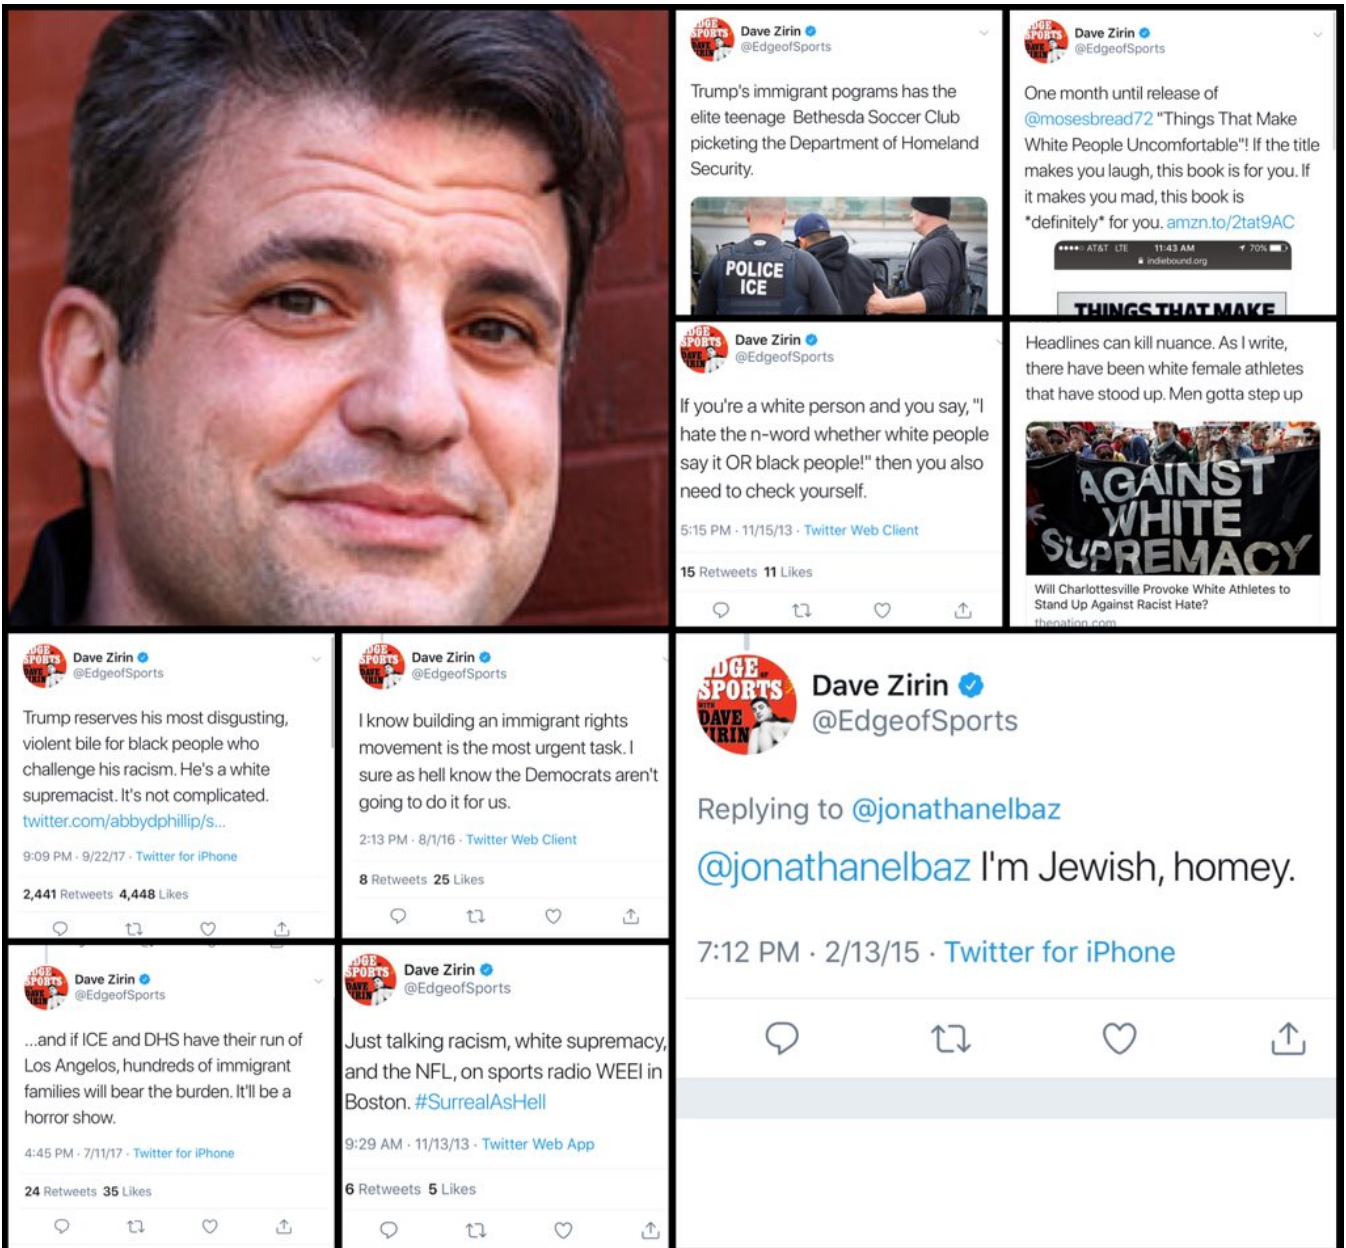 Dave Zirin
@EdgeofSports
Trump's immigrant pograms has the
elite teenage Bethesda Soccer Club
picketing the Department of Homeland
Security.
POLICE
ICE
Dave Zirin
@EdgeofSports
One month until release of
@mosesbread72 "Things That Make
White People Uncomfortable"! If the title
makes you laugh, this book is for you. If
it makes you mad, this book is
*definitely* for you. amzn.to/2tat9AC
AT&T LTE 11:43 AM 70%
indiebound.org
THINGS THAT MAKE
Dave Zirin
@EdgeofSports
If you're a white person and you say, "I
hate the n-word whether white people
say it OR black people!" then you also
need to check yourself.
5:15 PM · 11/15/13 · Twitter Web Client
15 Retweets 11 Likes
Headlines can kill nuance. As I write,
there have been white female athletes
that have stood up. Men gotta step up
AGAINST
WHITE
SUPREMACY
Will Charlottesville Provoke White Athletes to
Stand Up Against Racist Hate?
thenation.com
Dave Zirin
@EdgeofSports
Trump reserves his most disgusting,
violent bile for black people who
challenge his racism. He's a white
supremacist. It's not complicated.
twitter.com/abbydphillip/s...
9:09 PM · 9/22/17 · Twitter for iPhone
2,441 Retweets 4,448 Likes
Dave Zirin
@EdgeofSports
I know building an immigrant rights
movement is the most urgent task. I
sure as hell know the Democrats aren't
going to do it for us.
2:13 PM · 8/1/16 · Twitter Web Client
8 Retweets 25 Likes
DGE OF
SPORTS
WITH
DAVE
IRIN
Dave Zirin
@EdgeofSports
Replying to @jonathanelbaz
@jonathanelbaz I'm Jewish, homey.
7:12 PM · 2/13/15 · Twitter for iPhone
Dave Zirin
@EdgeofSports
...and if ICE and DHS have their run of
Los Angelos, hundreds of immigrant
families will bear the burden. It'll be a
horror show.
4:45 PM · 7/11/17 · Twitter for iPhone
24 Retweets 35 Likes
Dave Zirin
@EdgeofSports
Just talking racism, white supremacy,
and the NFL, on sports radio WEEI in
Boston. #SurrealAsHell
9:29 AM · 11/13/13 · Twitter Web App
6 Retweets 5 Likes